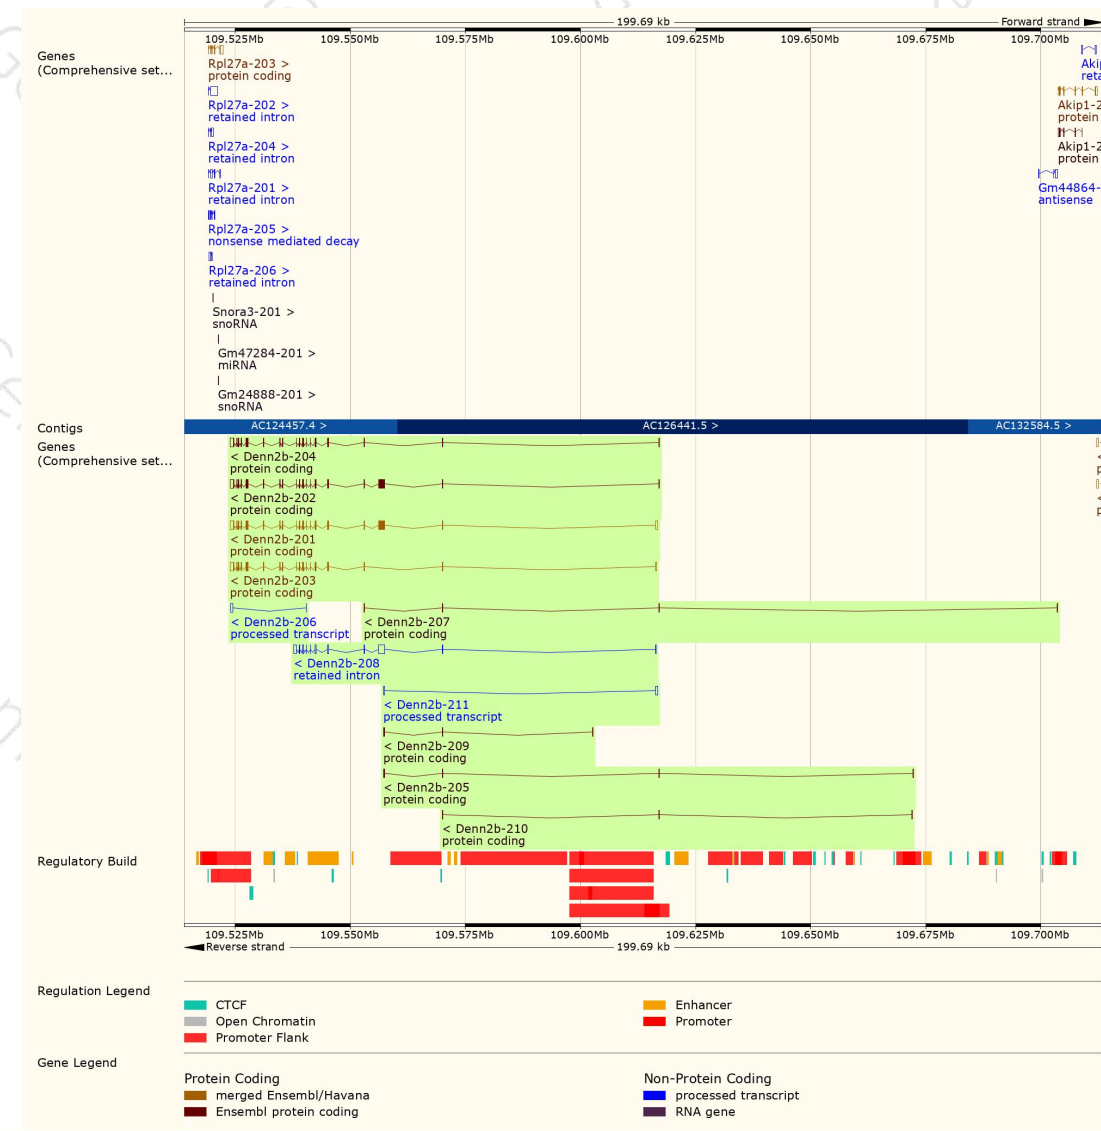 199.69 kb
Forward strand
109.525Mb 109.550Mb 109.575Mb 109.600Mb 109.625Mb 109.650Mb 109.675Mb 109.700Mb
Genes
(Comprehensive set...
Rpl27a-203 >
protein coding
Rpl27a-202 >
retained intron
Rpl27a-204 >
retained intron
Rpl27a-201 >
retained intron
Rpl27a-205 >
nonsense mediated decay
Rpl27a-206 >
retained intron
Snora3-201 >
snoRNA
Gm47284-201 >
miRNA
Gm24888-201 >
snoRNA
Akip
reta
Akip1-2
protein
Akip1-2
protein
Gm44864-
antisense
Contigs
AC124457.4 > AC126441.5 > AC132584.5 >
Genes
(Comprehensive set...
< Denn2b-204
protein coding
< Denn2b-202
protein coding
< Denn2b-201
protein coding
< Denn2b-203
protein coding
< Denn2b-206
processed transcript
< Denn2b-207
protein coding
< Denn2b-208
retained intron
< Denn2b-211
processed transcript
< Denn2b-209
protein coding
< Denn2b-205
protein coding
< Denn2b-210
protein coding
<
p
<
p
Regulatory Build
109.525Mb 109.550Mb 109.575Mb 109.600Mb 109.625Mb 109.650Mb 109.675Mb 109.700Mb
Reverse strand
199.69 kb
Regulation Legend
CTCF
Open Chromatin
Promoter Flank
Enhancer
Promoter
Gene Legend
Protein Coding
merged Ensembl/Havana
Ensembl protein coding
Non-Protein Coding
processed transcript
RNA gene